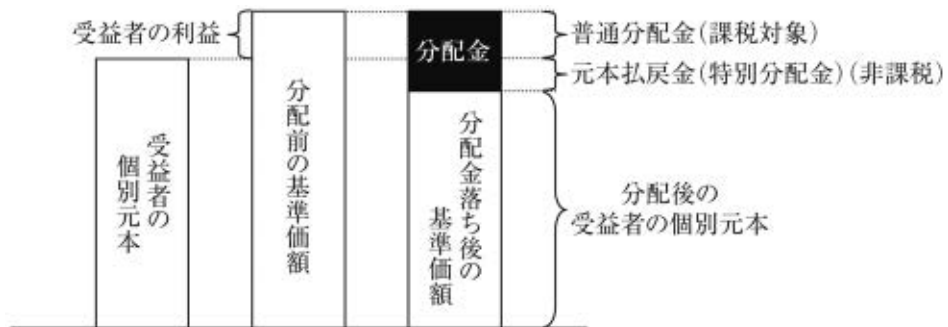 受益者の利益
分配金
普通分配金(課税対象)
元本払戻金(特別分配金)(非課税)
受益者の
個別元本
分配前の基準価額
分配金落ち後の
基準価額
分配後の
受益者の個別元本